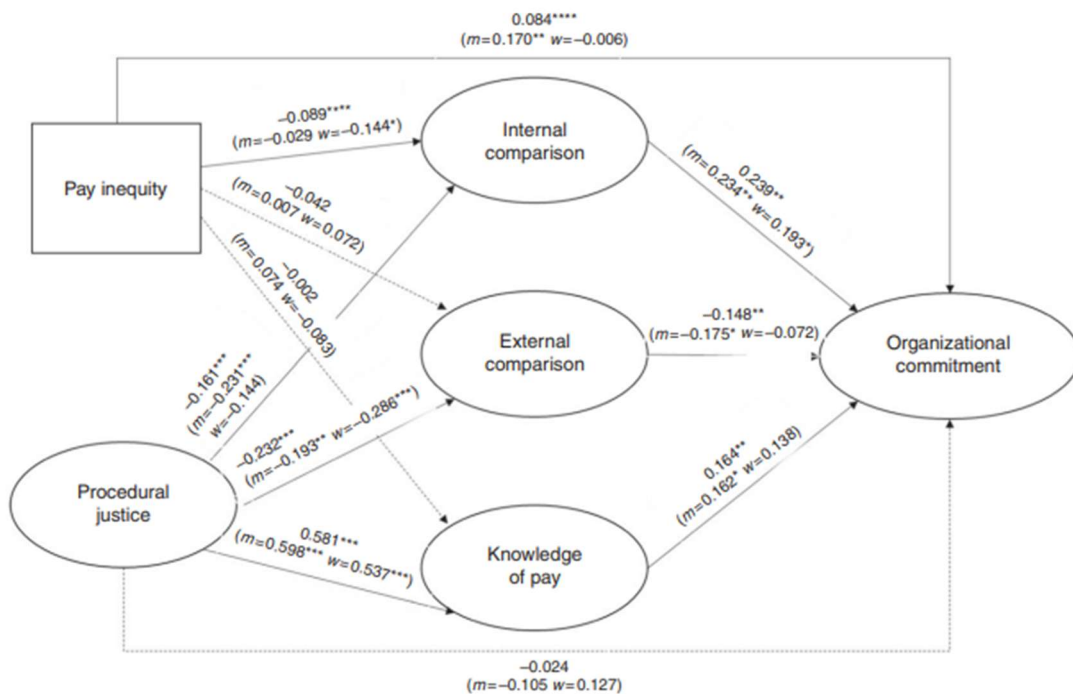 0.084****
(m=0.170** w=–0.006)
–0.089****
(m=–0.029 w=–0.144*)
Internal
comparison
Pay inequity
–0.042
(m=0.007 w=0.072)
–0.002
(m=0.074 w=–0.083)
0.239**
(m=0.234** w=0.193*)
–0.161***
(m=–0.231***
w=–0.144)
External
comparison
–0.148**
(m=–0.175* w=–0.072)
Organizational
commitment
–0.232***
(m=–0.193** w=–0.286***)
Procedural
justice
0.581***
(m=0.598*** w=0.537***)
Knowledge
of pay
0.164**
(m=0.162* w=0.138)
–0.024
(m=–0.105 w=0.127)